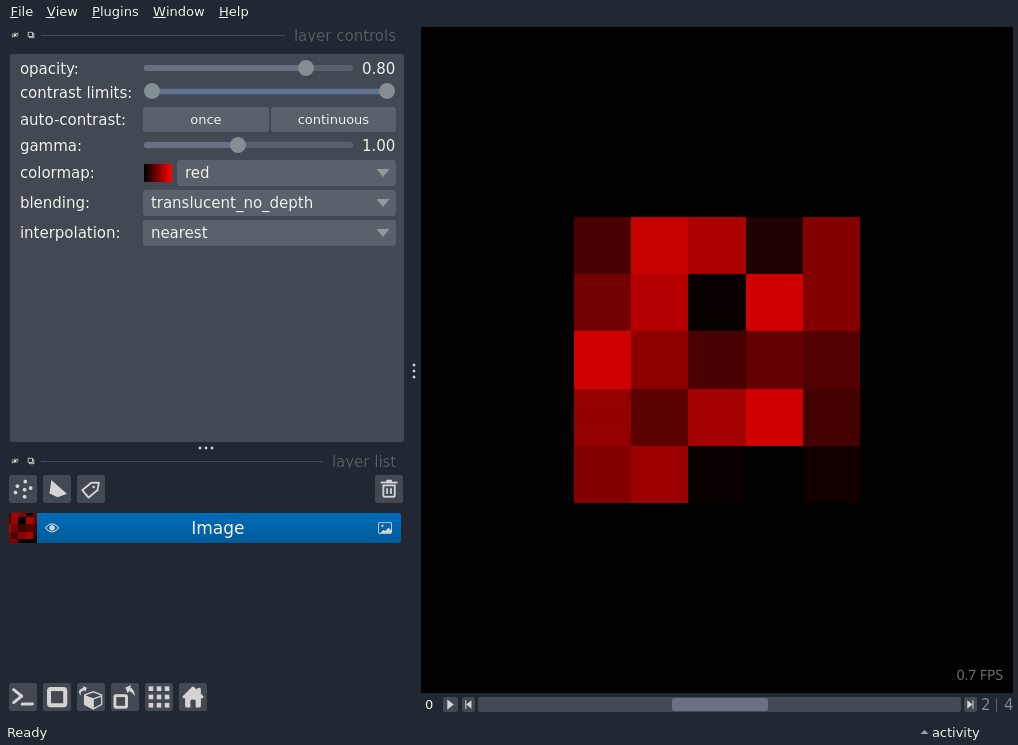 File View Plugins Window Help
layer controls
opacity: 0.80
contrast limits:
auto-contrast: once continuous
gamma: 1.00
colormap: red
blending: translucent_no_depth
interpolation: nearest
layer list
Image
0.7 FPS
0 2 | 4
Ready activity